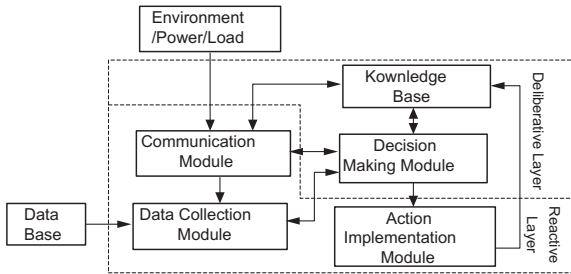 Environment
/Power/Load
Kownledge
Base
Communication
Module
Decision
Making Module
Data
Base
Data Collection
Module
Action
Implementation
Module
Deliberative Layer
Reactive
Layer